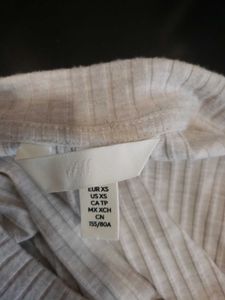 H&M
EUR XS
US XS
CA TP
MX XCH
CN
155/80A